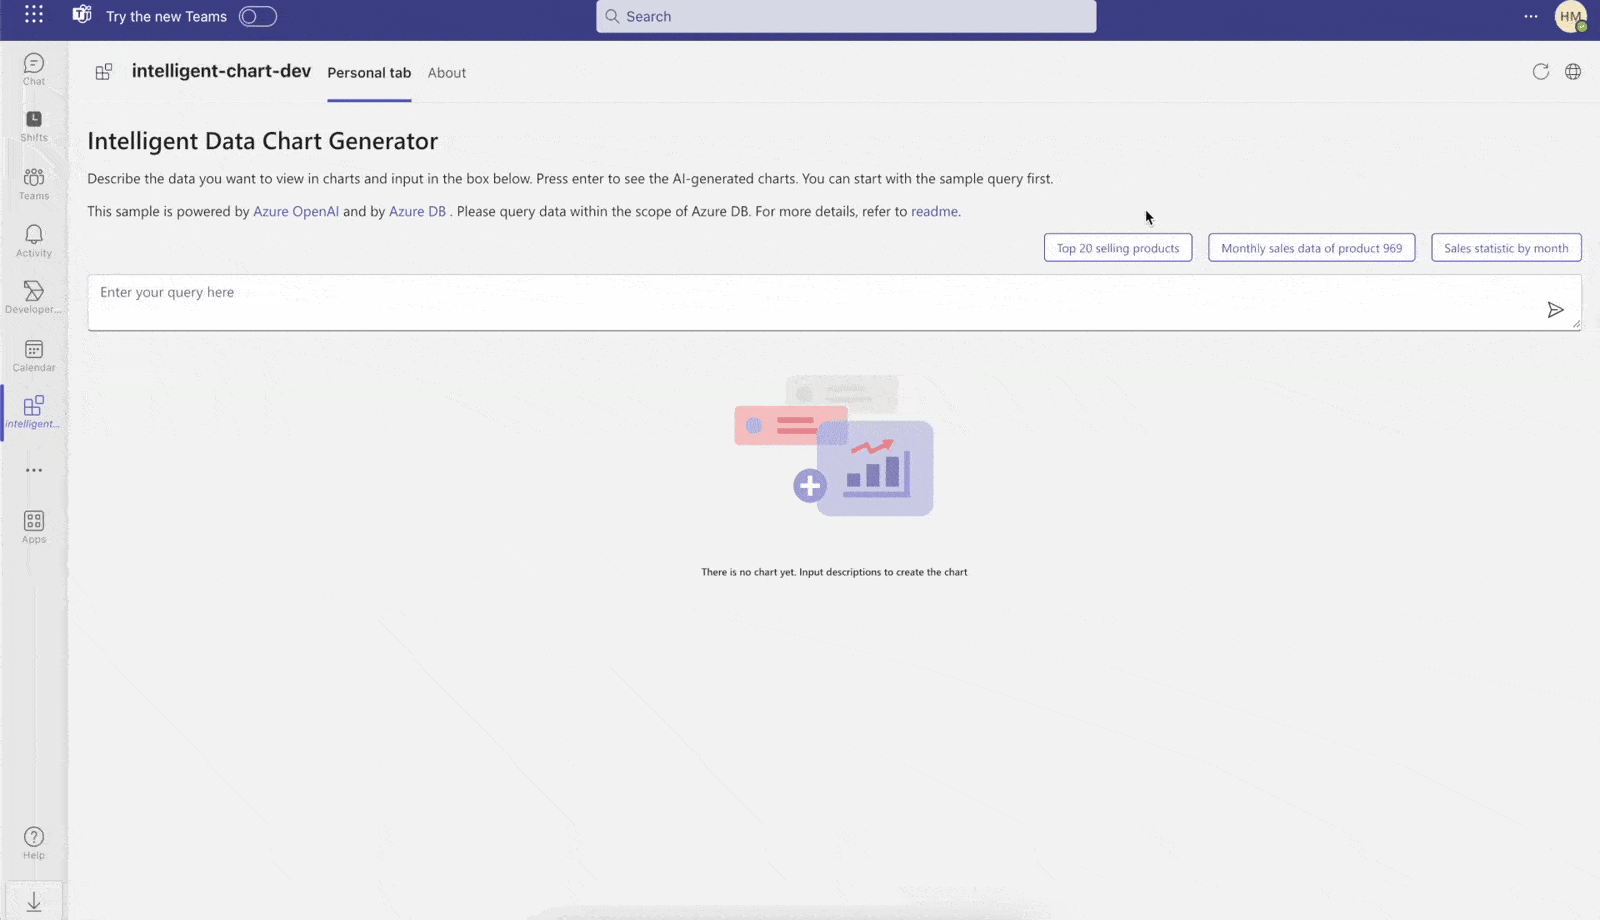 Try the new Teams
Search
HM
Chat
Shifts
Teams
Activity
Developer...
Calendar
intelligent...
Apps
Help
intelligent-chart-dev
Personal tab
About
Intelligent Data Chart Generator
Describe the data you want to view in charts and input in the box below. Press enter to see the AI-generated charts. You can start with the sample query first.
This sample is powered by Azure OpenAI and by Azure DB . Please query data within the scope of Azure DB. For more details, refer to readme.
Top 20 selling products
Monthly sales data of product 969
Sales statistic by month
Enter your query here
There is no chart yet. Input descriptions to create the chart